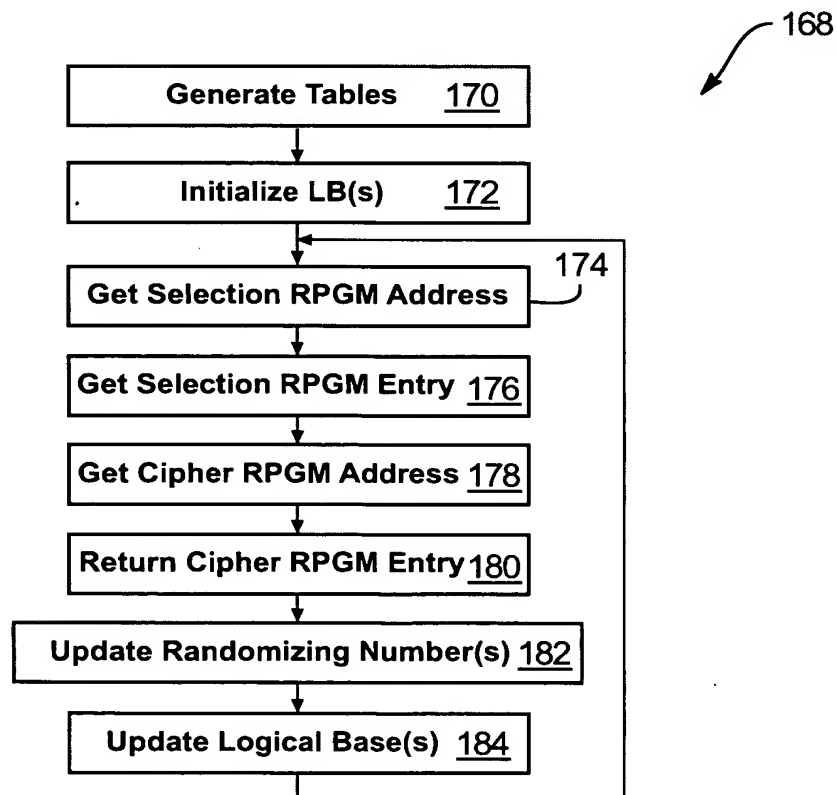 168
Generate Tables 170
Initialize LB(s) 172
174
Get Selection RPGM Address
Get Selection RPGM Entry 176
Get Cipher RPGM Address 178
Return Cipher RPGM Entry 180
Update Randomizing Number(s) 182
Update Logical Base(s) 184